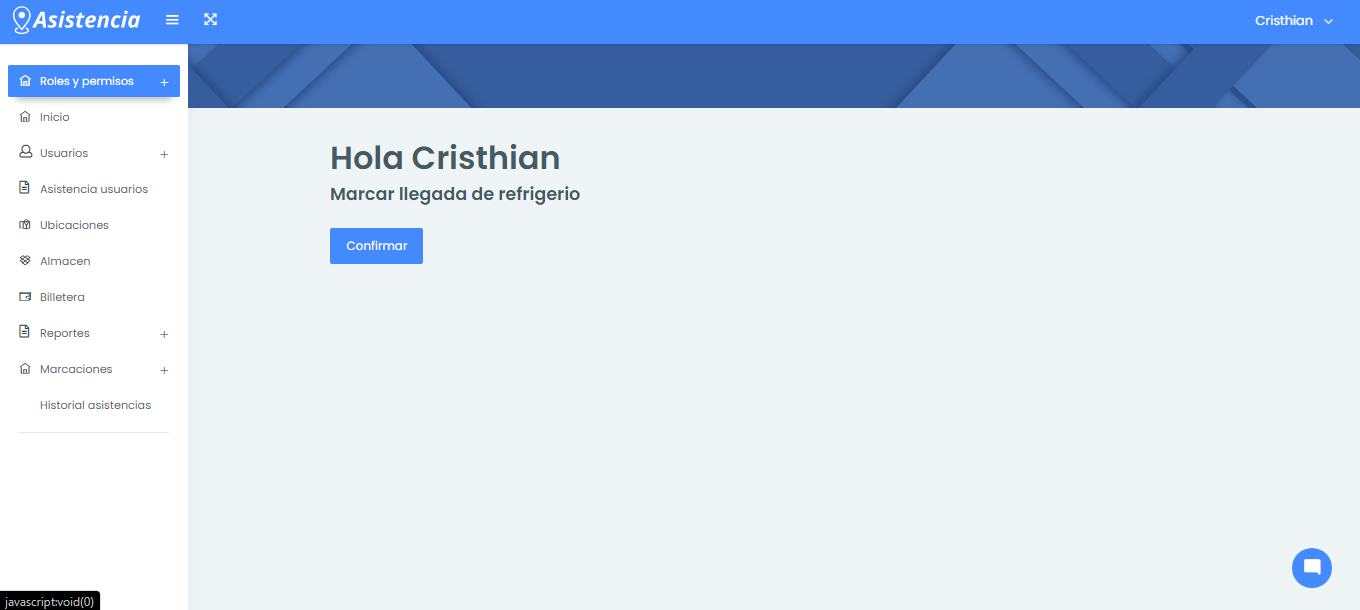 Asistencia
Cristhian
Roles y permisos
Inicio
Usuarios
Asistencia usuarios
Ubicaciones
Almacen
Billetera
Reportes
Marcaciones
Historial asistencias
Hola Cristhian
Marcar llegada de refrigerio
Confirmar
javascript:void(0)